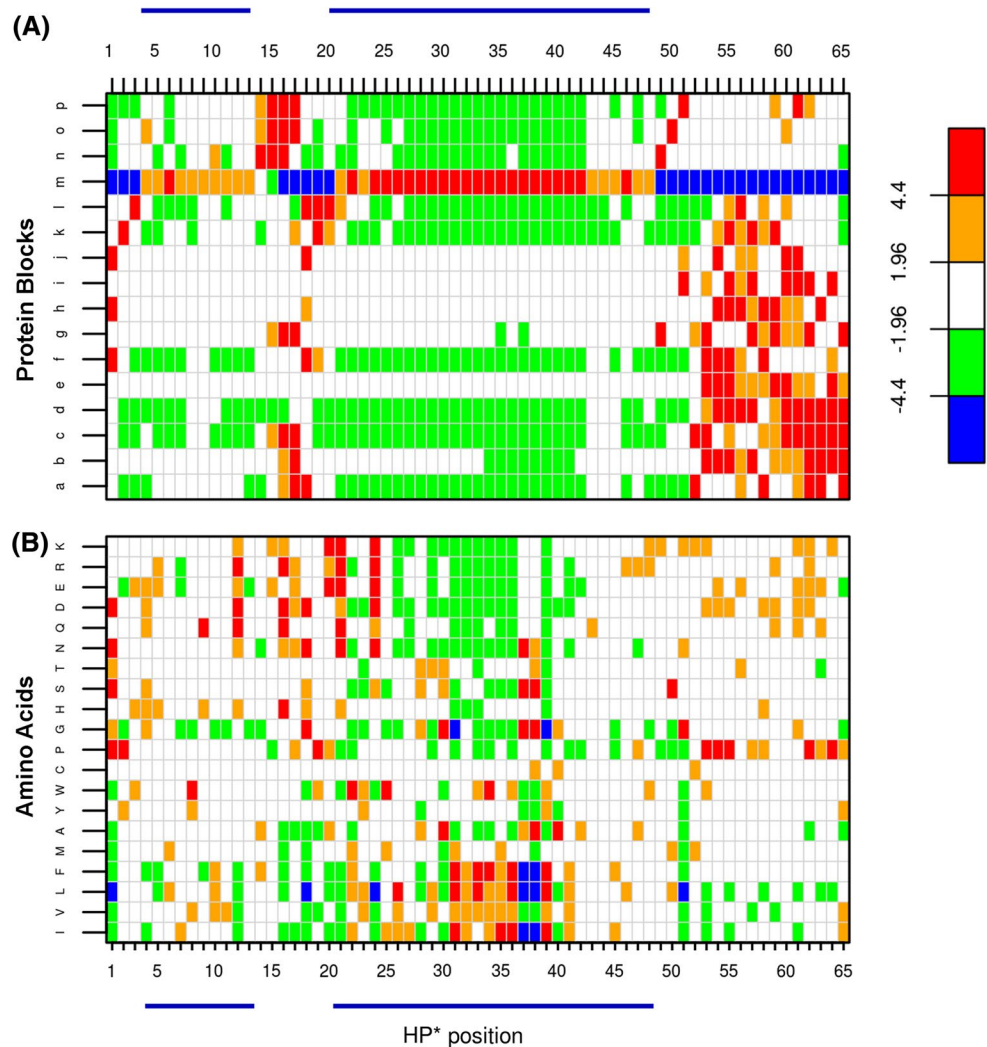 (A)
1 5 10 15 20 25 30 35 40 45 50 55 60 65
Protein Blocks
p
o
n
m
l
k
j
i
h
g
f
e
d
c
b
a
4.4
1.96
-1.96
-4.4
(B)
Amino Acids
K
R
E
D
Q
N
T
S
H
G
P
C
W
Y
A
M
F
L
V
I
1 5 10 15 20 25 30 35 40 45 50 55 60 65
HP* position